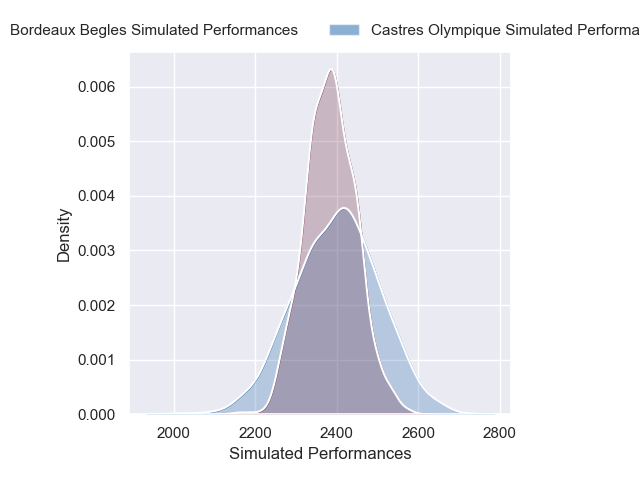 Bordeaux Begles Simulated Performances
Castres Olympique Simulated Performa
0.006
0.005
0.004
0.003
0.002
0.001
0.000
Density
2000 2200 2400 2600 2800
Simulated Performances